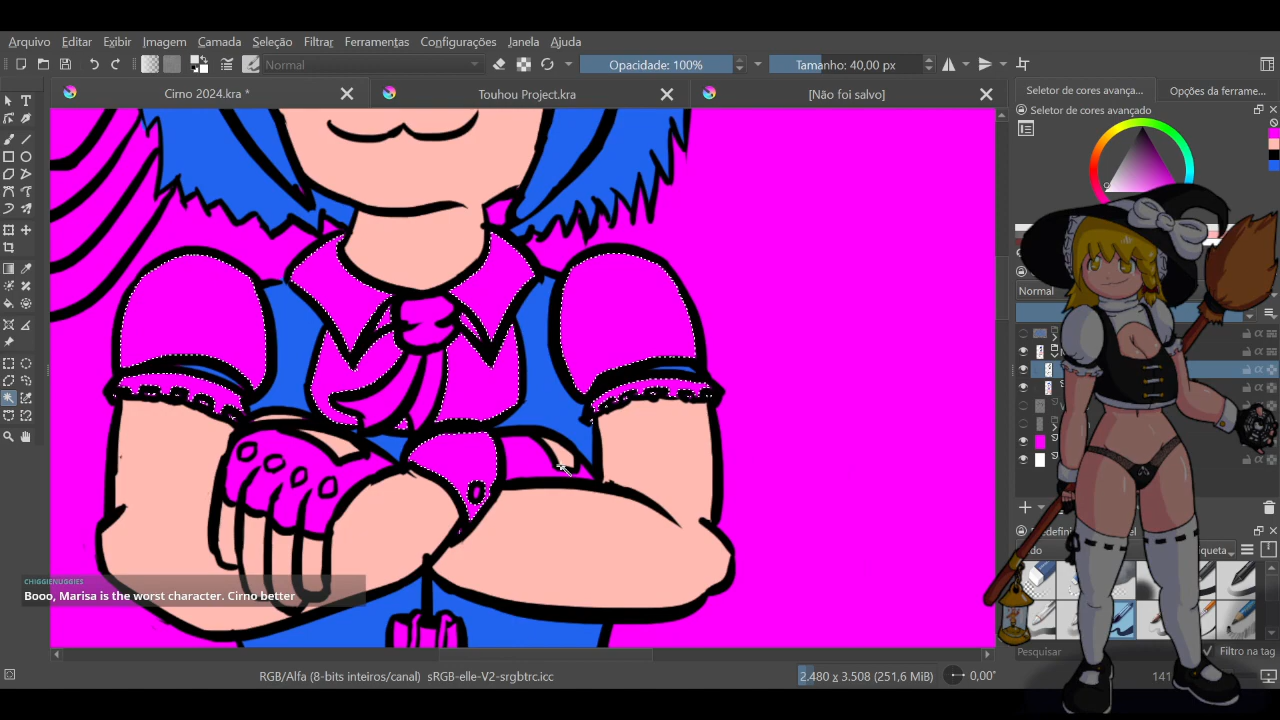 Arquivo Editar Exibir Imagem Camada Seleção Filtrar Ferramentas Configurações Janela Ajuda
Normal Opacidade: 100% Tamanho: 40,00 px
Cirno 2024.kra * Touhou Project.kra [Não foi salvo]
Seletor de cores avança... Opções da ferrame...
Seletor de cores avançado
Normal
CHIGGIENUGGIES
Booo, Marisa is the worst character. Cirno better
Pesquisar Filtro na tag
RGB/Alfa (8-bits inteiros/canal) sRGB-elle-V2-srgbtrc.icc 2.480 x 3.508 (251,6 MiB) 0,00°